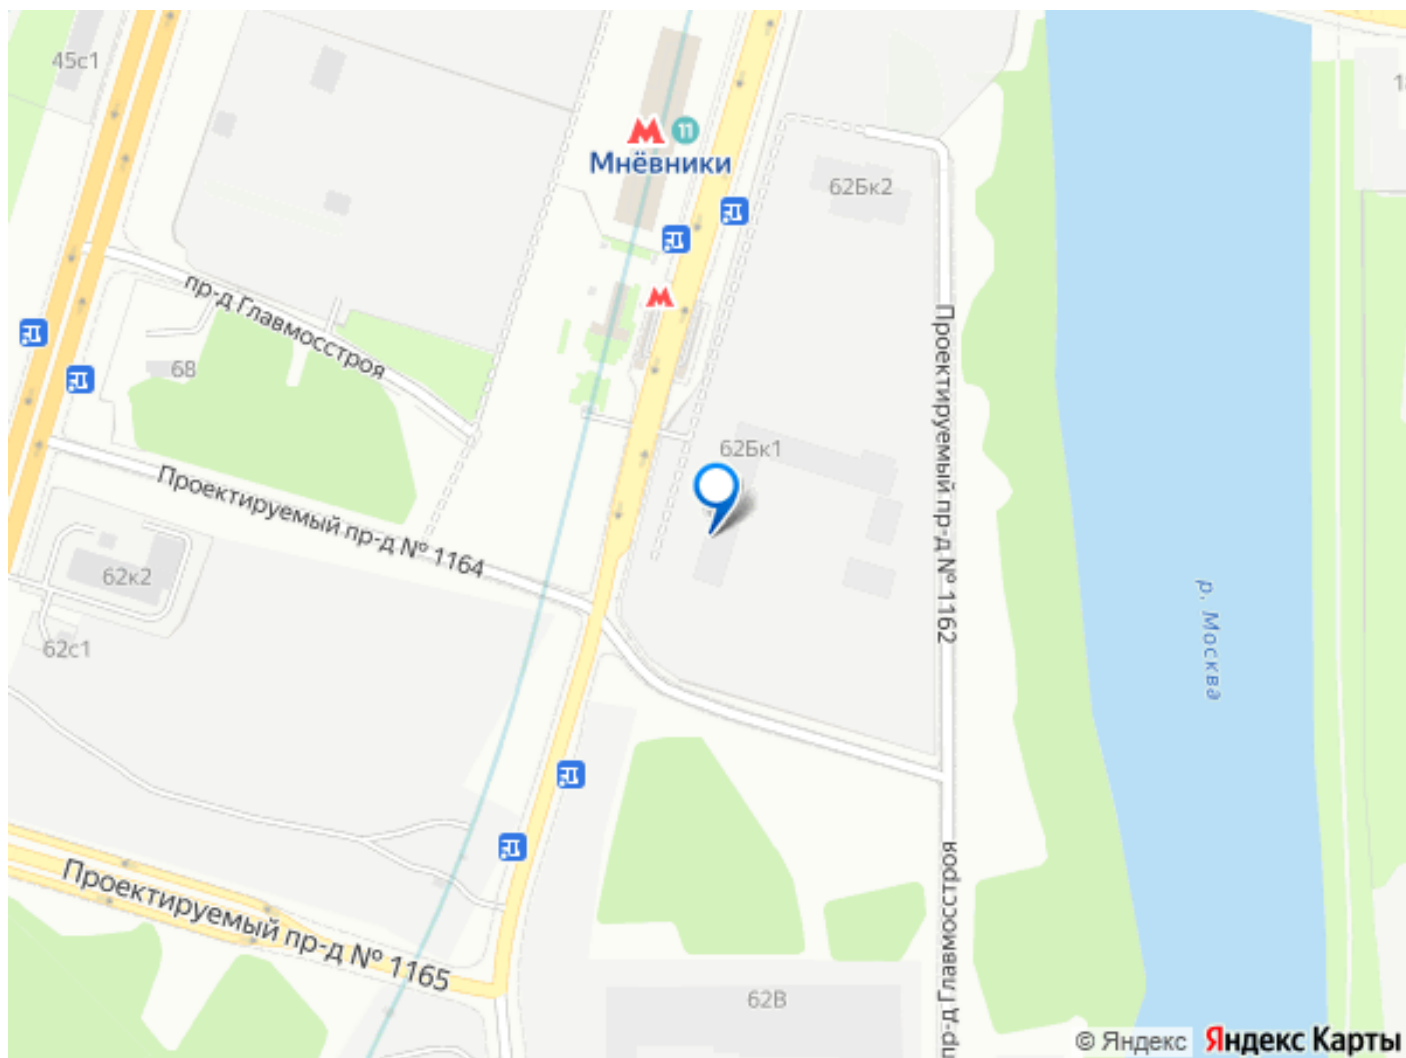 45с1
11
Мнёвники
62Бк2
пр-д Главмосстроя
68
Проектируемый пр-д № 1162
62Бк1
Проектируемый пр-д № 1164
62к2
62с1
р. Москва
Проектируемый пр-д № 1165
пр-д Главмосстроя
62В
© Яндекс Яндекс Карты